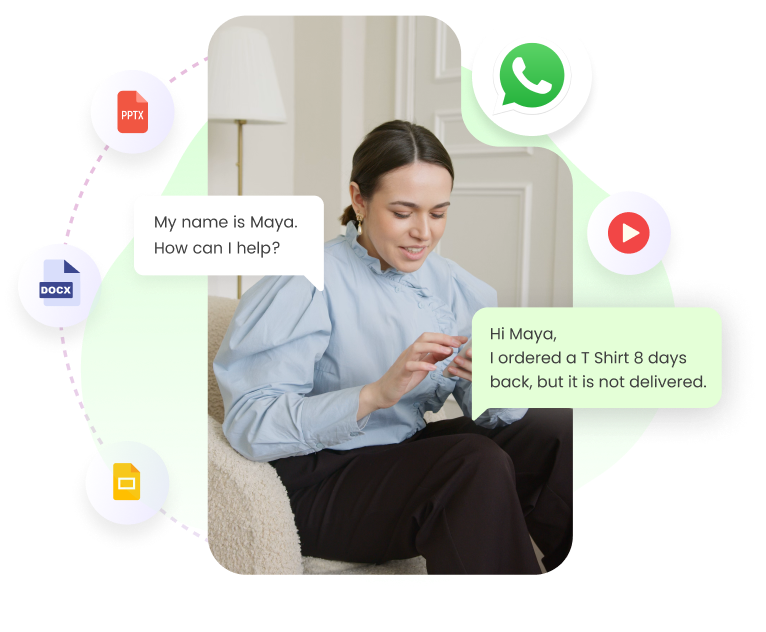 PPTX
My name is Maya.
How can I help?
DOCX
Hi Maya,
I ordered a T Shirt 8 days
back, but it is not delivered.